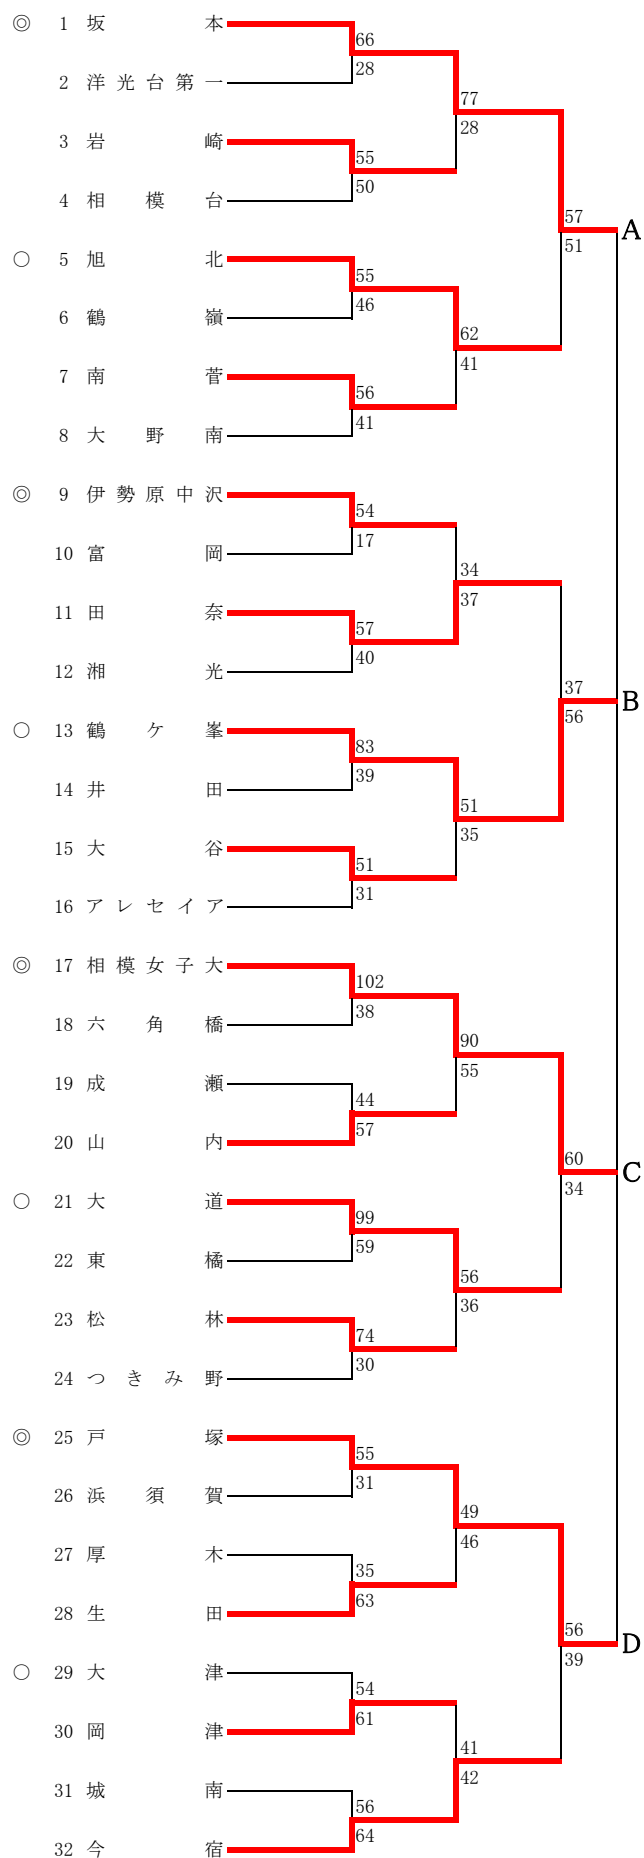 ◎ 1 坂本
66
28
2 洋光台第一
77
28
3 岩崎
55
50
4 相模台
57
51
A
○ 5 旭北
55
46
6 鶴嶺
62
41
7 南菅
56
41
8 大野南
◎ 9 伊勢原中沢
54
17
10 富岡
34
37
11 田奈
57
40
12 湘光
37
56
B
○ 13 鶴ケ峯
83
39
14 井田
51
35
15 大谷
51
31
16 アレセイア
◎ 17 相模女子大
102
38
18 六角橋
90
55
19 成瀬
44
57
20 山内
60
34
C
○ 21 大道
99
59
22 東橘
56
36
23 松林
74
30
24 つきみ野
◎ 25 戸塚
55
31
26 浜須賀
49
46
27 厚木
35
63
28 生田
56
39
D
○ 29 大津
54
61
30 岡津
41
42
31 城南
56
64
32 今宿